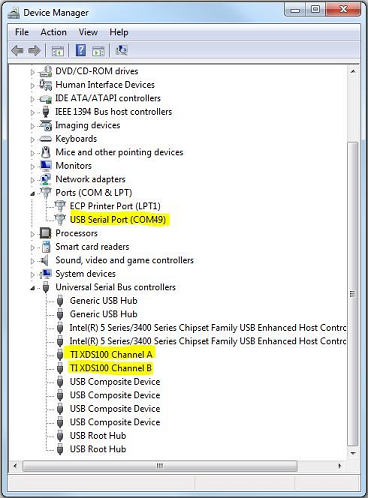 Device Manager
File Action View Help
DVD/CD-ROM drives
Human Interface Devices
IDE ATA/ATAPI controllers
IEEE 1394 Bus host controllers
Imaging devices
Keyboards
Mice and other pointing devices
Monitors
Network adapters
Ports (COM & LPT)
ECP Printer Port (LPT1)
USB Serial Port (COM49)
Processors
Smart card readers
Sound, video and game controllers
System devices
Universal Serial Bus controllers
Generic USB Hub
Generic USB Hub
Intel(R) 5 Series/3400 Series Chipset Family USB Enhanced Host Contro
Intel(R) 5 Series/3400 Series Chipset Family USB Enhanced Host Contro
TI XDS100 Channel A
TI XDS100 Channel B
USB Composite Device
USB Composite Device
USB Composite Device
USB Composite Device
USB Root Hub
USB Root Hub